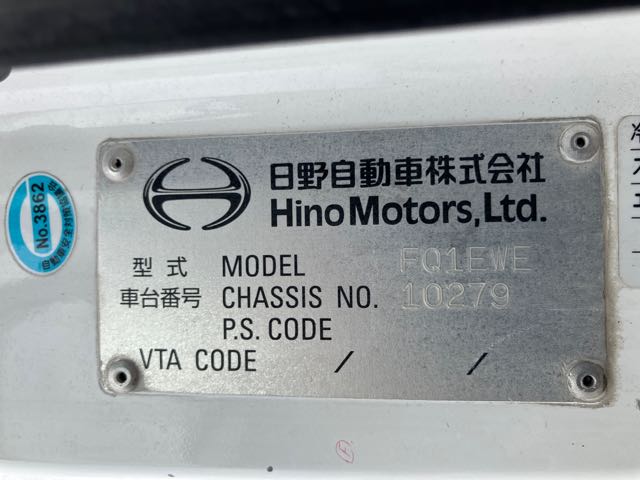 日野自動車株式会社
Hino Motors, Ltd.
型式 MODEL FQ1EWE
車台番号 CHASSIS NO. 10279
P.S. CODE
VTA CODE / /
No.3862